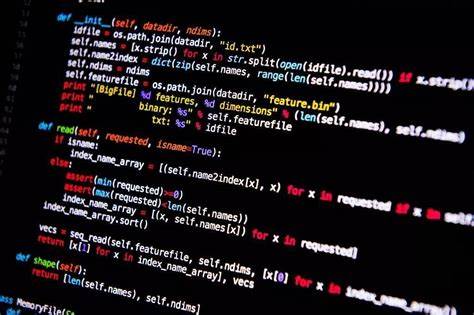 def __init__(self, datadir, ndims):
idfile = os.path.join(datadir, "id.txt")
self.names = [x.strip() for x in str.split(open(idfile).read()) if x.strip(
self.name2index = dict(zip(self.names, range(len(self.names))))
self.ndims = ndims
self.featurefile = os.path.join(datadir, "feature.bin")
print "[BigFile] %d features, %d dimensions" % (len(self.names), self.ndims)
print " binary: %s" % self.featurefile
print " txt: %s" % idfile
def read(self, requested, isname=True):
if isname:
index_name_array = [(self.name2index[x], x) for x in requested if x in
else:
assert(min(requested)>=0)
assert(max(requested)<len(self.names))
index_name_array = [(x, self.names[x]) for x in requested]
index_name_array.sort()
vecs = seq_read(self.featurefile, self.ndims, [x[0] for x in
return [x[1] for x in index_name_array], vecs
def shape(self):
return [len(self.names), self.ndims]
ass MemoryFile(